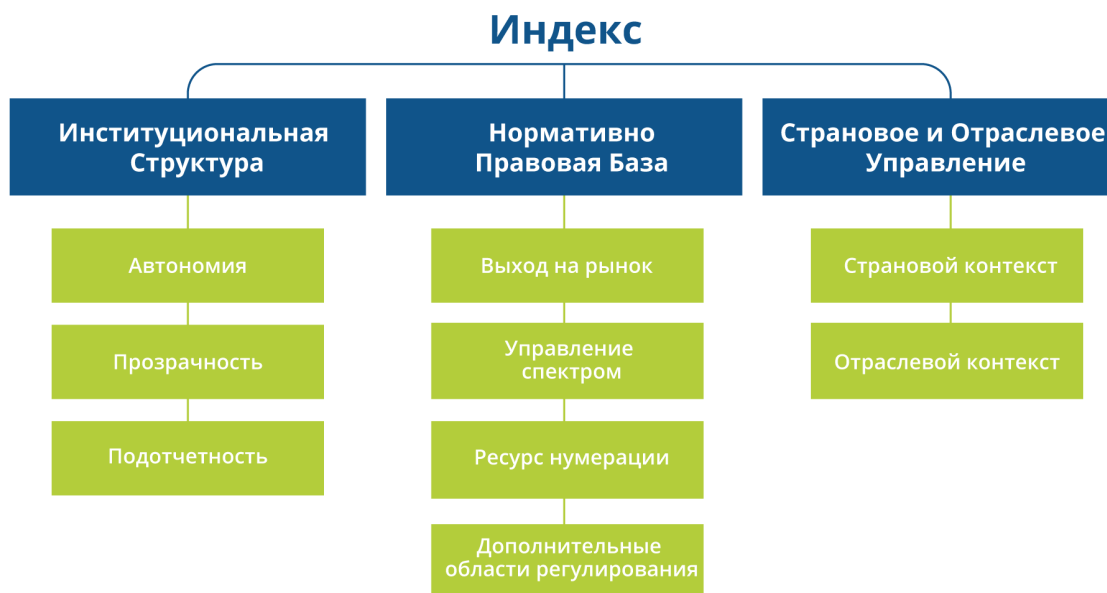 Индекс
Институциональная
Структура
Автономия
Прозрачность
Подотчетность
Нормативно
Правовая База
Выход на рынок
Управление
спектром
Ресурс нумерации
Дополнительные
области регулирования
Страновое и Отраслевое
Управление
Страновой контекст
Отраслевой контекст